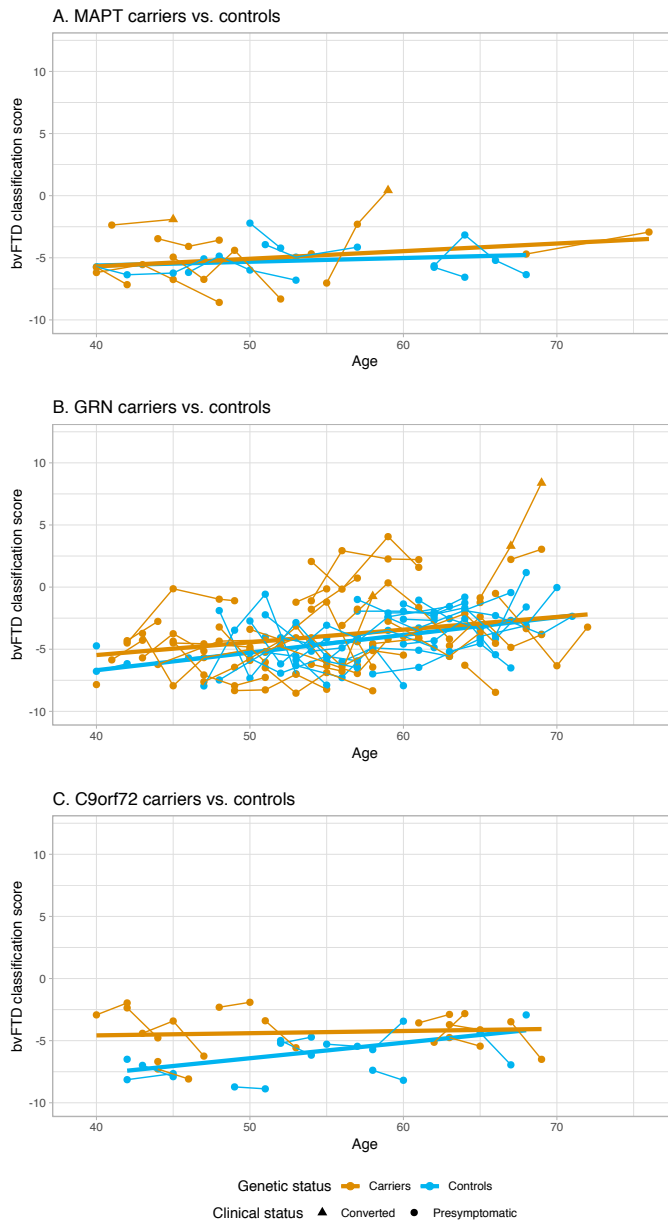 A. MAPT carriers vs. controls
10
5
0
-5
-10
bvFTD classification score
40 50 60 70
Age
B. GRN carriers vs. controls
10
5
0
-5
-10
bvFTD classification score
40 50 60 70
Age
C. C9orf72 carriers vs. controls
10
5
0
-5
-10
bvFTD classification score
40 50 60 70
Age
Genetic status Carriers Controls
Clinical status Converted Presymptomatic